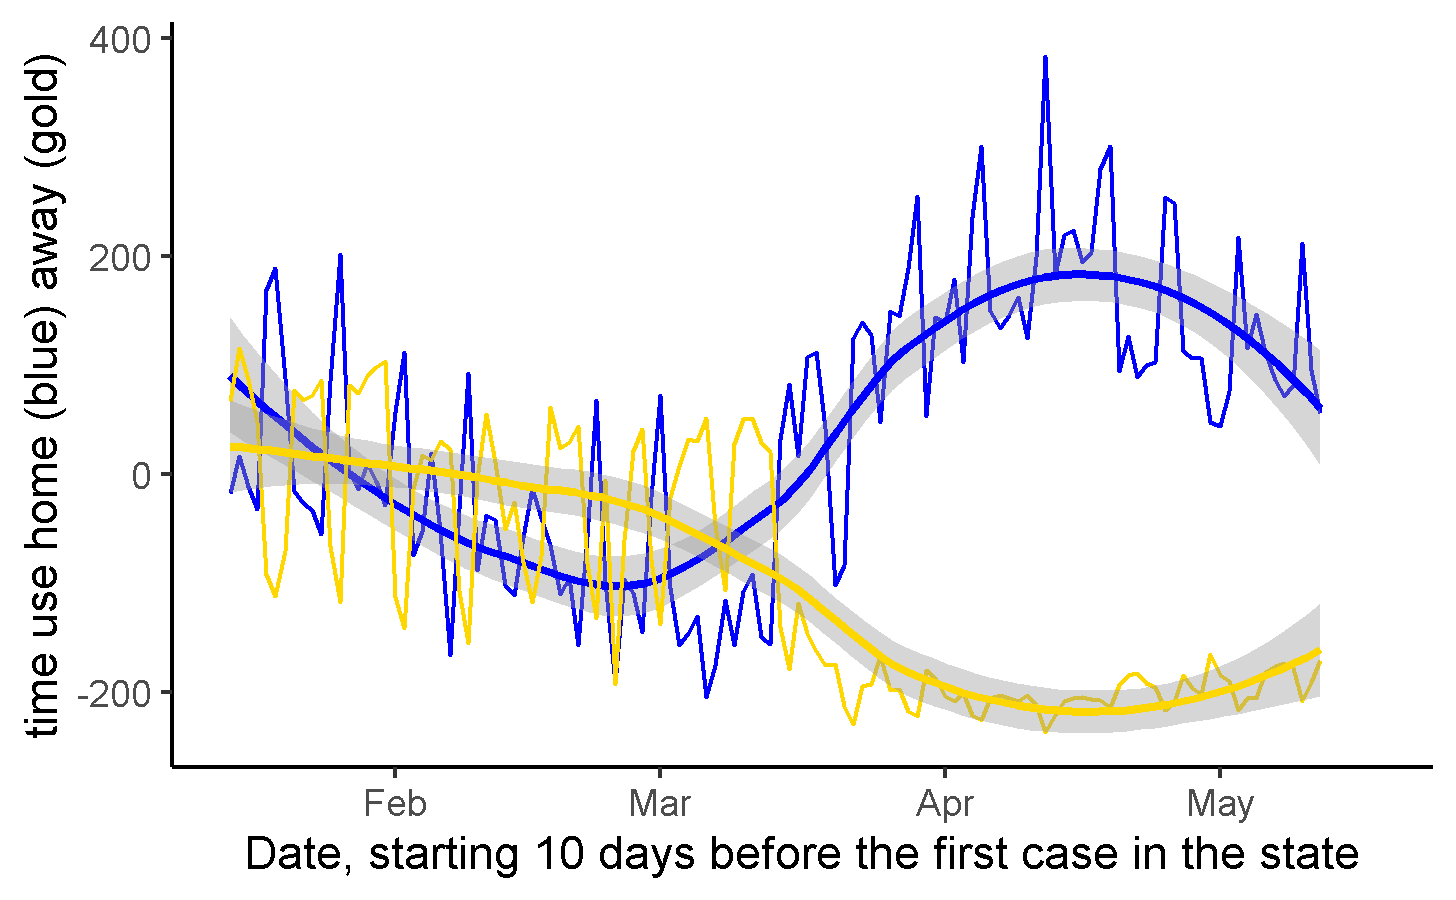 time use home (blue) away (gold)
400
200
0
-200
Feb Mar Apr May
Date, starting 10 days before the first case in the state